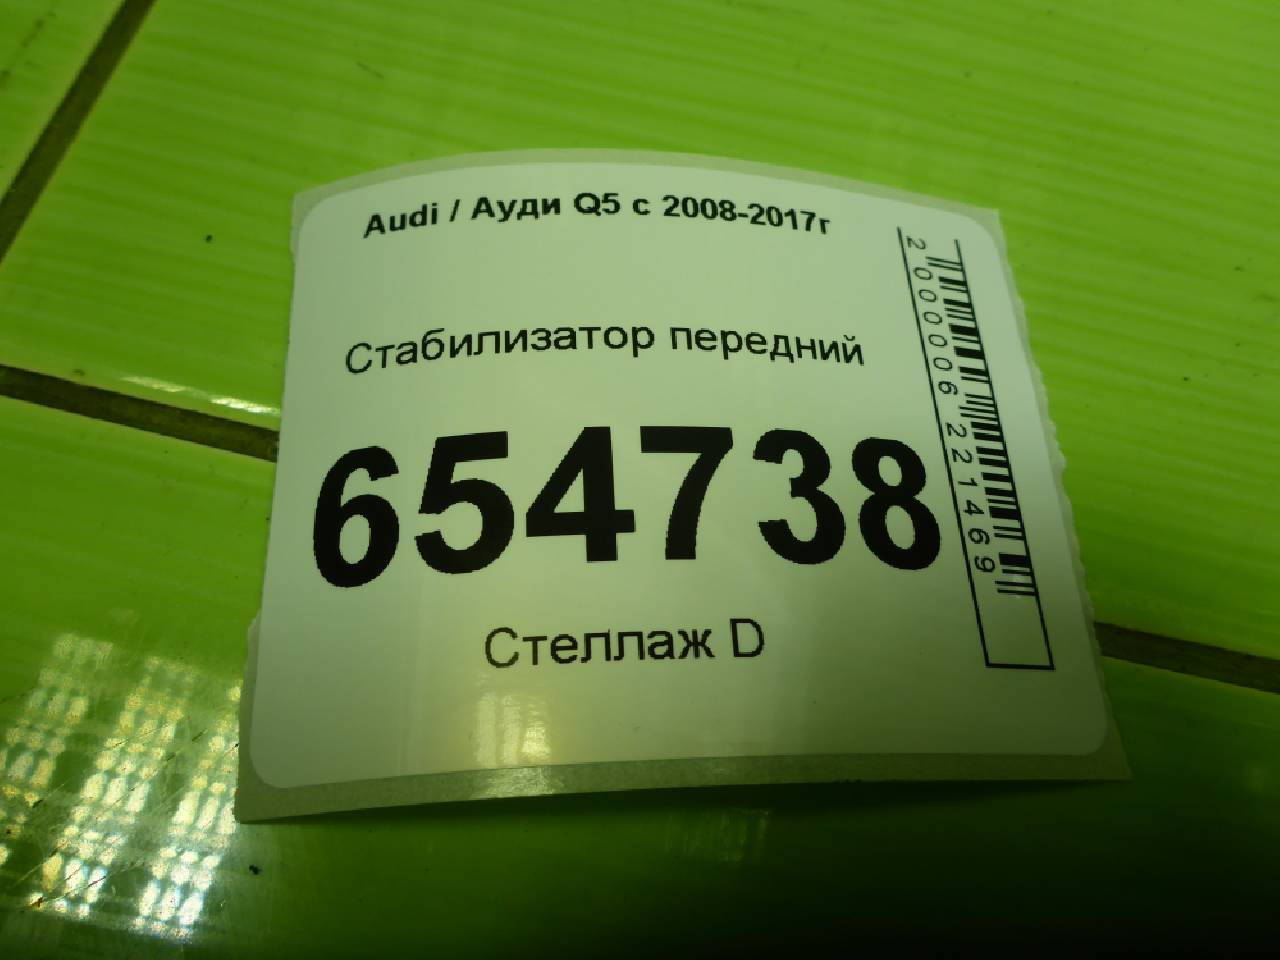 Audi / Ауди Q5 с 2008-2017г
Стабилизатор передний
654738
Стеллаж D
2000006221469